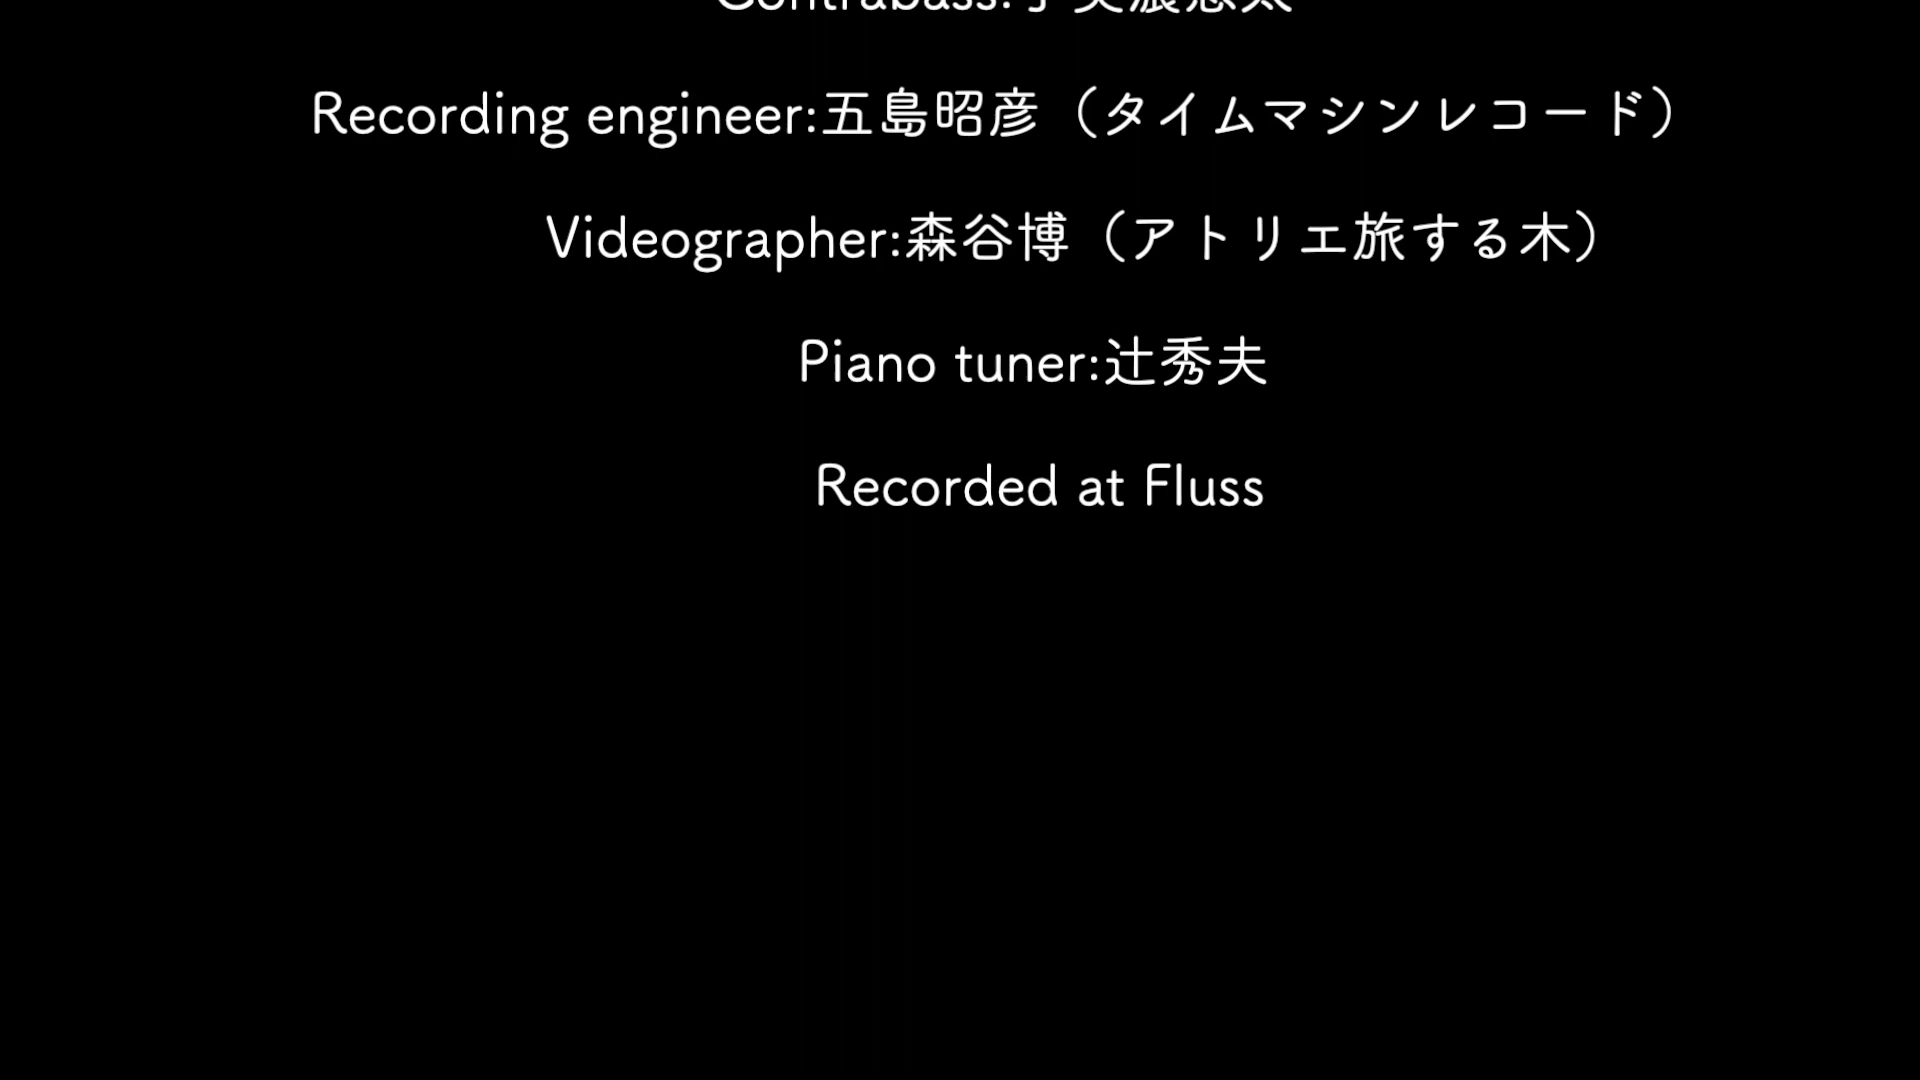 Contrabass:
Recording engineer:五島昭彦（タイムマシンレコード）
Videographer:森谷博（アトリエ旅する木）
Piano tuner:辻秀夫
Recorded at Fluss